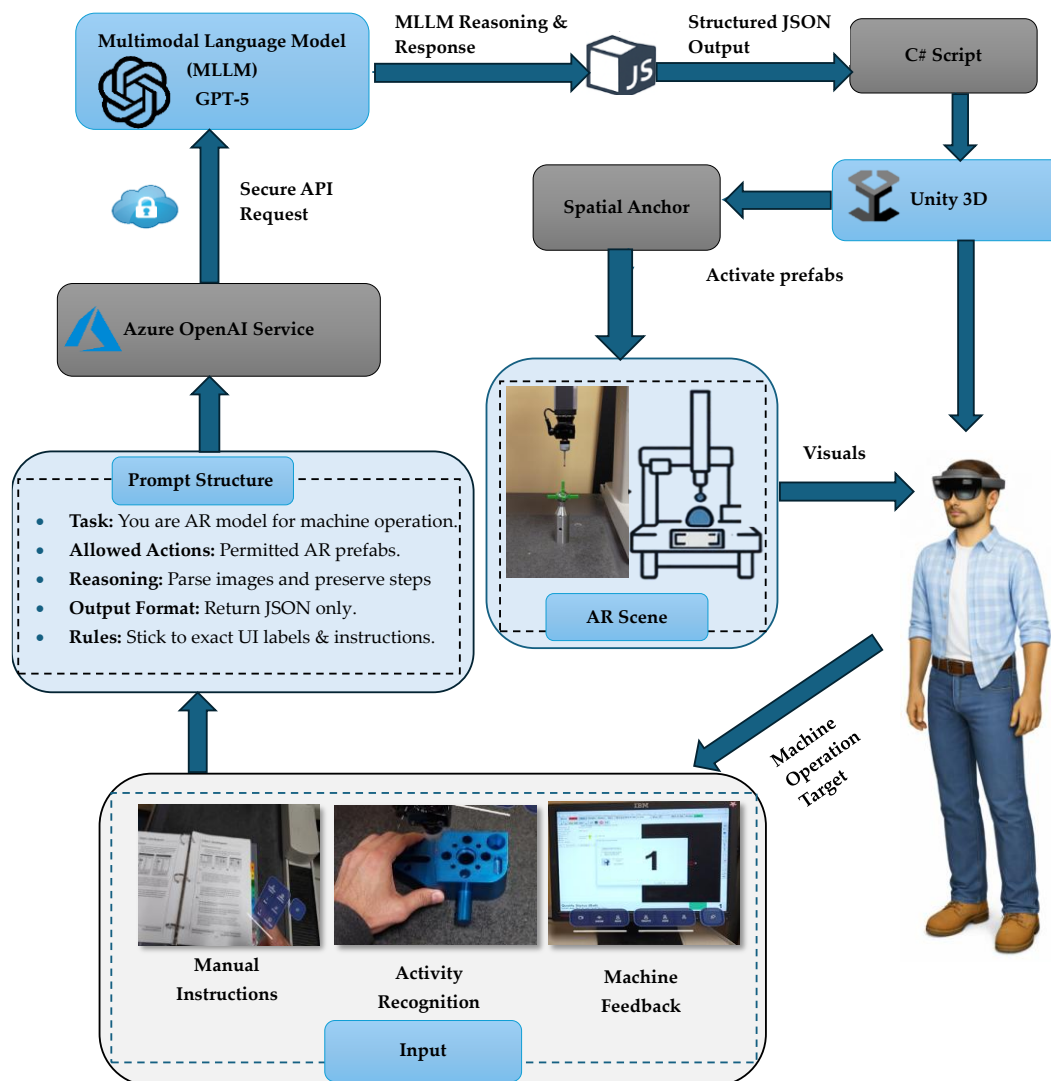 Multimodal Language Model
(MLLM)
GPT-5
MLLM Reasoning &
Response
JS
Structured JSON
Output
C# Script
Secure API
Request
Spatial Anchor
Unity 3D
Activate prefabs
Azure OpenAI Service
Prompt Structure
• Task: You are AR model for machine operation.
• Allowed Actions: Permitted AR prefabs.
• Reasoning: Parse images and preserve steps
• Output Format: Return JSON only.
• Rules: Stick to exact UI labels & instructions.
AR Scene
Visuals
Machine
Operation
Target
IBM
1
Manual
Instructions
Activity
Recognition
Machine
Feedback
Input